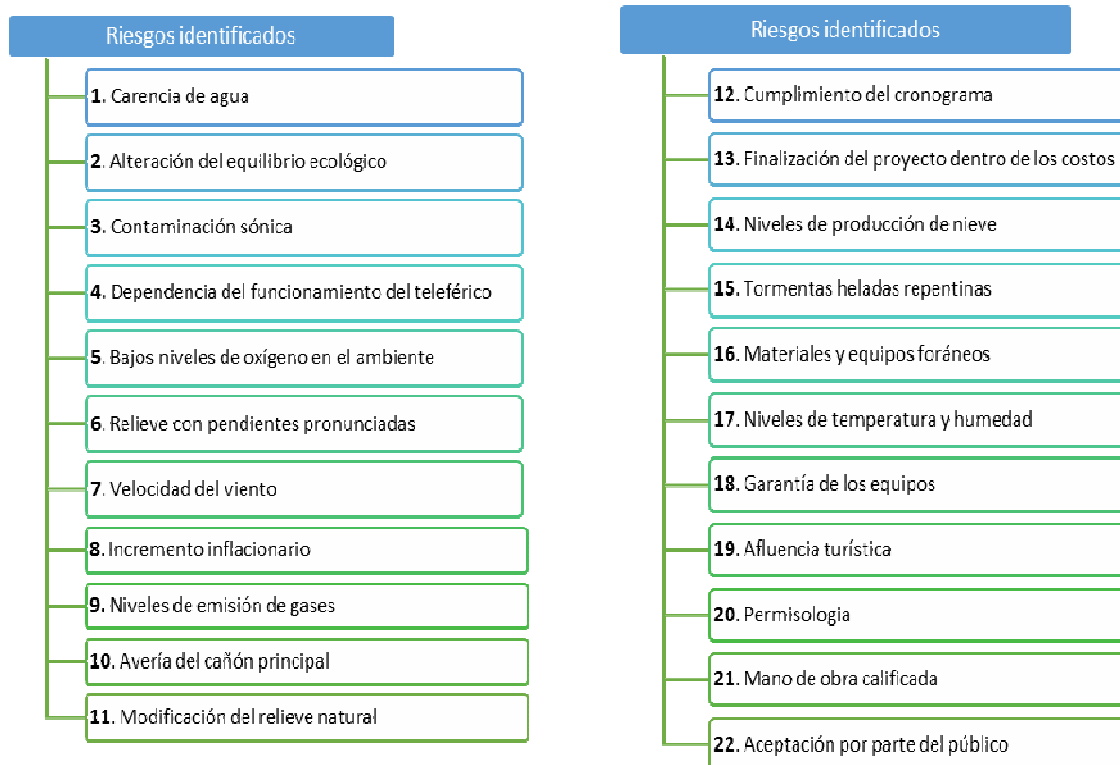 Riesgos identificados
1. Carencia de agua
2. Alteración del equilibrio ecológico
3. Contaminación sónica
4. Dependencia del funcionamiento del teleférico
5. Bajos niveles de oxígeno en el ambiente
6. Relieve con pendientes pronunciadas
7. Velocidad del viento
8. Incremento inflacionario
9. Niveles de emisión de gases
10. Avería del cañón principal
11. Modificación del relieve natural
Riesgos identificados
12. Cumplimiento del cronograma
13. Finalización del proyecto dentro de los costos
14. Niveles de producción de nieve
15. Tormentas heladas repentinas
16. Materiales y equipos foráneos
17. Niveles de temperatura y humedad
18. Garantía de los equipos
19. Afluencia turística
20. Permisologia
21. Mano de obra calificada
22. Aceptación por parte del público